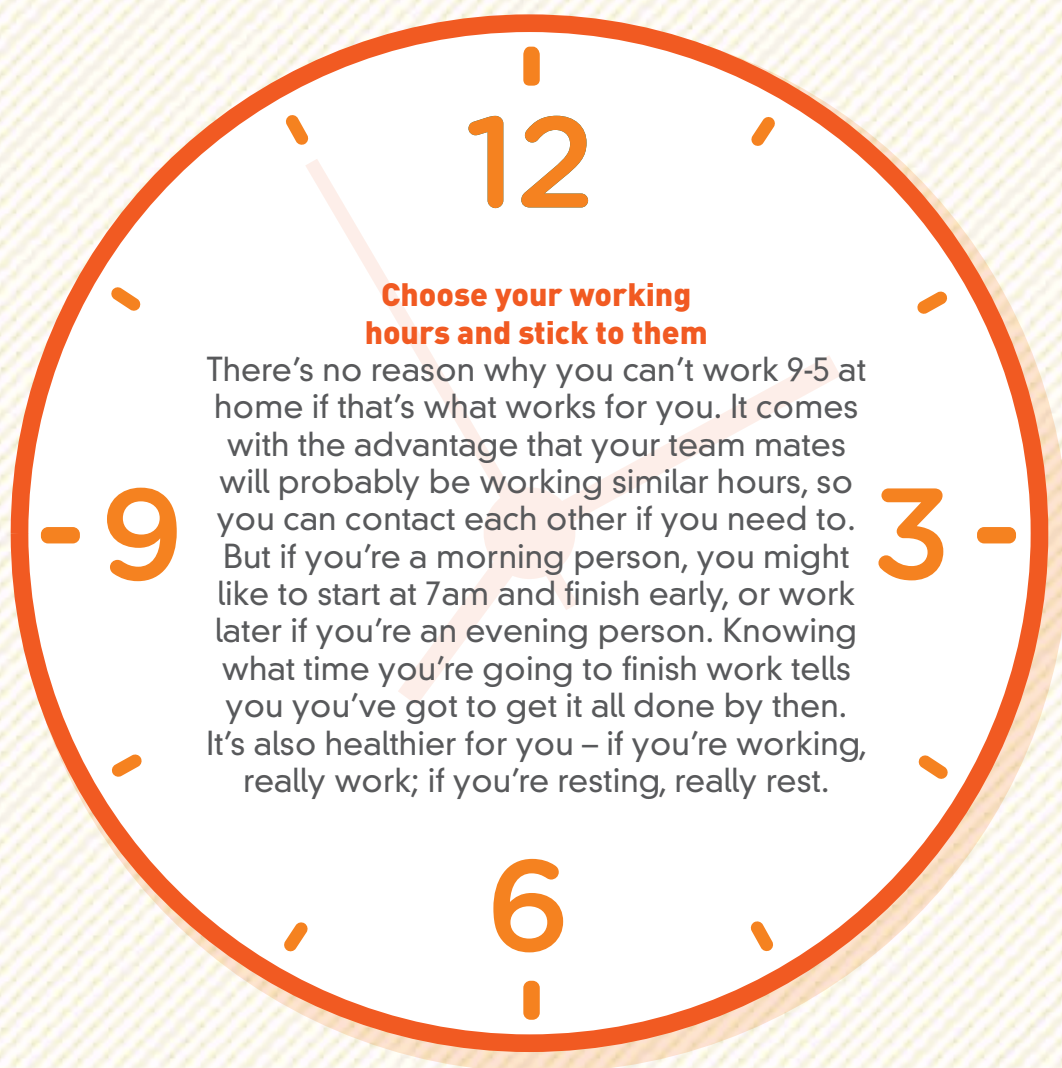 12
Choose your working
hours and stick to them
There's no reason why you can't work 9-5 at
home if that's what works for you. It comes
with the advantage that your team mates
will probably be working similar hours, so
you can contact each other if you need to.
But if you're a morning person, you might
like to start at 7am and finish early, or work
later if you're an evening person. Knowing
what time you're going to finish work tells
you you've got to get it all done by then.
It's also healthier for you – if you're working,
really work; if you're resting, really rest.
9
3
6